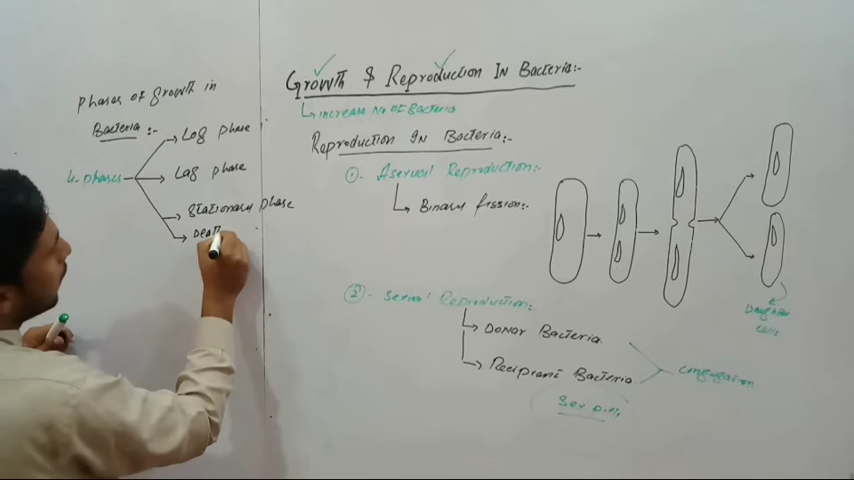 Phases of Growth in
Bacteria :-
4. phases
Log phase
Lag phase
Stationary phase
Death
Growth & Reproduction In Bacteria:-
increase No of Bacteria
Reproduction In Bacteria:-
①. Asexual Reproduction:-
Binary fission:-
Daughter
cells.
②. Sexual Reproduction:
Donor Bacteria.
Recipient Bacteria
Conjugation
Sex pili